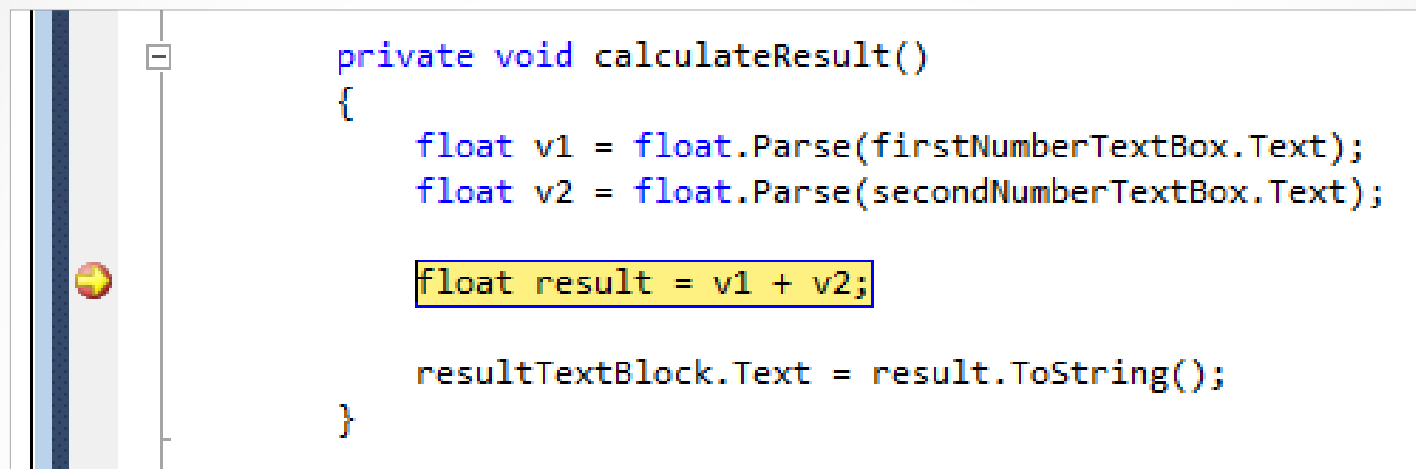 private void calculateResult()
{
float v1 = float.Parse(firstNumberTextBox.Text);
float v2 = float.Parse(secondNumberTextBox.Text);
float result = v1 + v2;
resultTextBlock.Text = result.ToString();
}